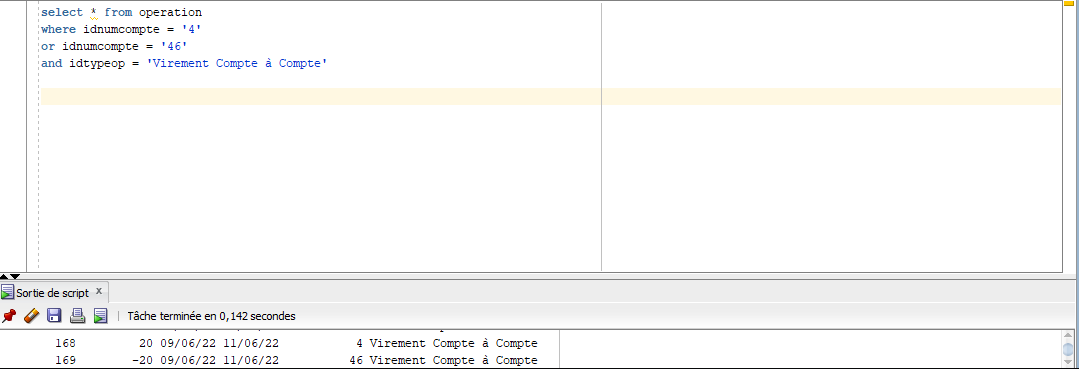 select * from operation
where idnumcompte = '4'
or idnumcompte = '46'
and idtypeop = 'Virement Compte à Compte'
Sortie de script x
Tâche terminée en 0,142 secondes
168 20 09/06/22 11/06/22 4 Virement Compte à Compte
169 -20 09/06/22 11/06/22 46 Virement Compte à Compte